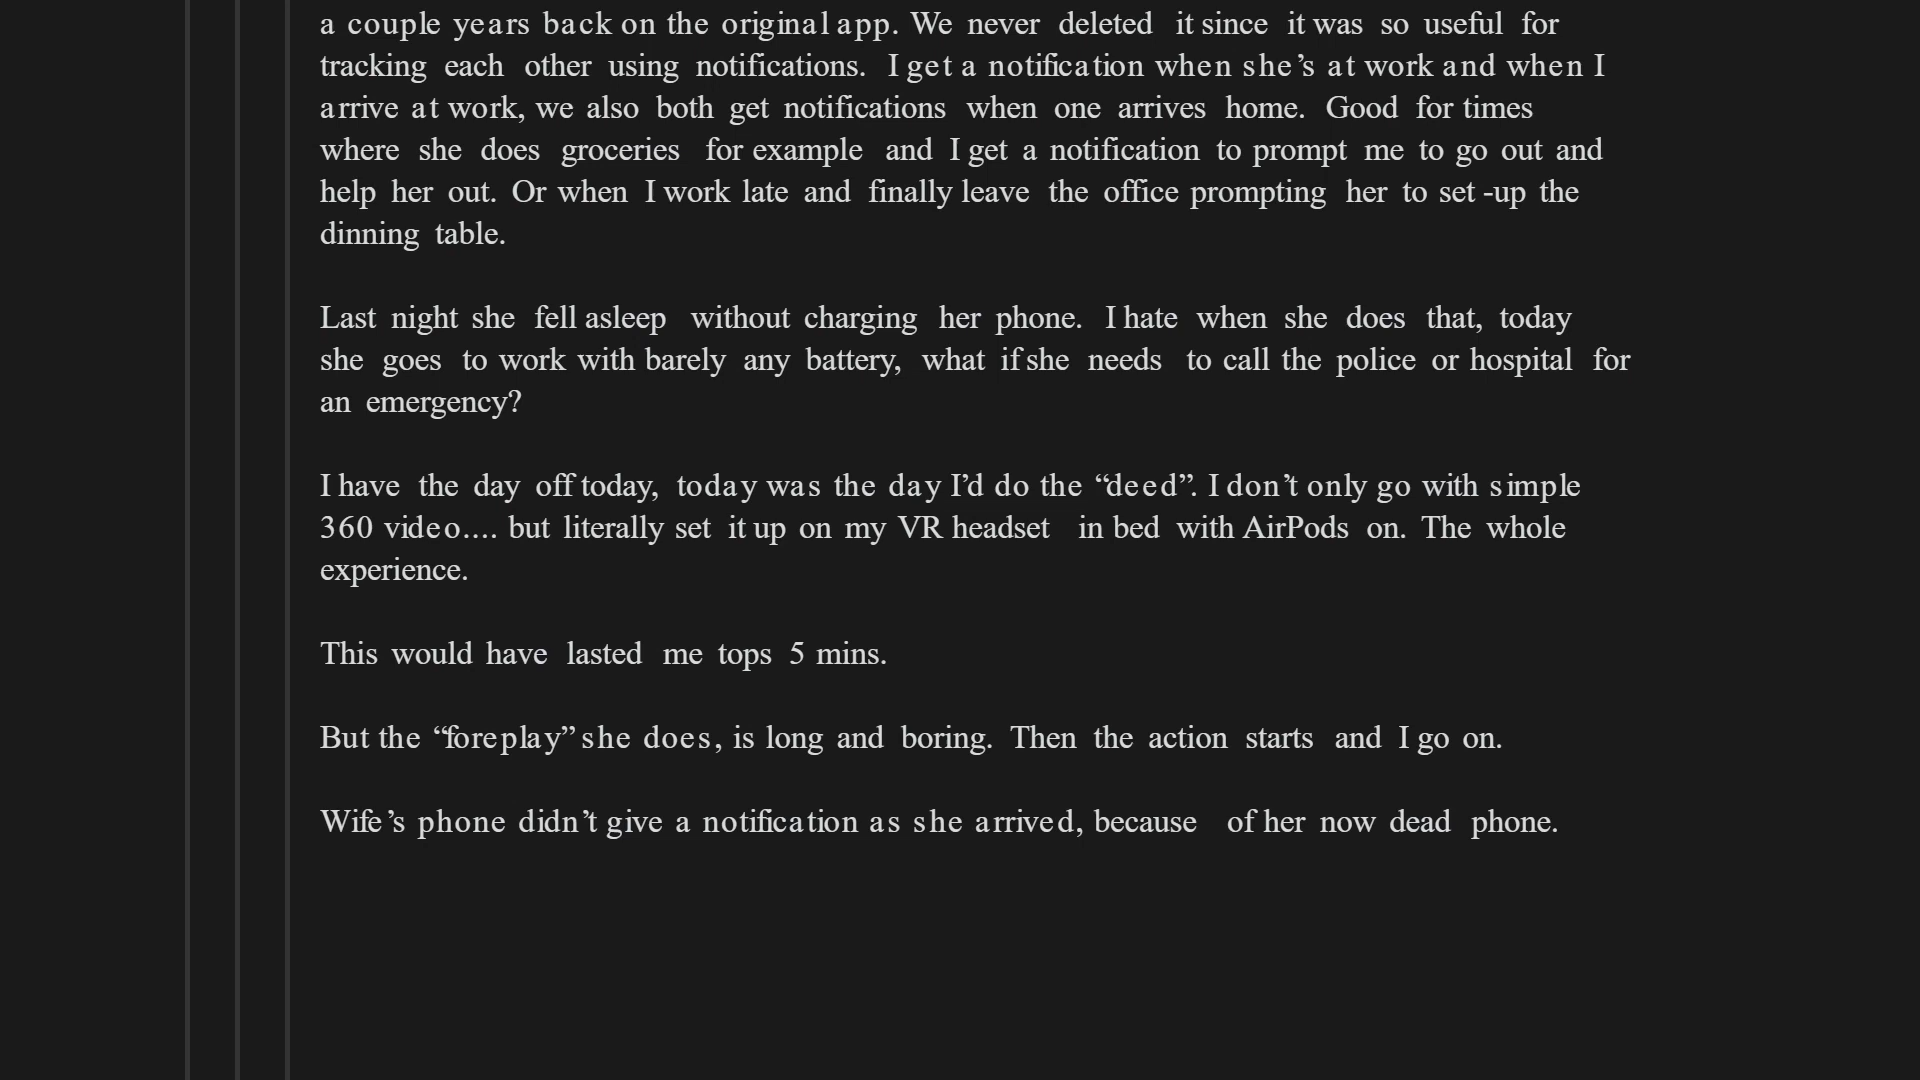 a couple years back on the original app. We never deleted it since it was so useful for
tracking each other using notifications. I get a notification when she’s at work and when I
arrive at work, we also both get notifications when one arrives home. Good for times
where she does groceries for example and I get a notification to prompt me to go out and
help her out. Or when I work late and finally leave the office prompting her to set-up the
dinning table.
Last night she fell asleep without charging her phone. I hate when she does that, today
she goes to work with barely any battery, what if she needs to call the police or hospital for
an emergency?
I have the day off today, today was the day I’d do the “deed”. I don’t only go with simple
360 video.... but literally set it up on my VR headset in bed with AirPods on. The whole
experience.
This would have lasted me tops 5 mins.
But the “foreplay” she does, is long and boring. Then the action starts and I go on.
Wife’s phone didn’t give a notification as she arrived, because of her now dead phone.